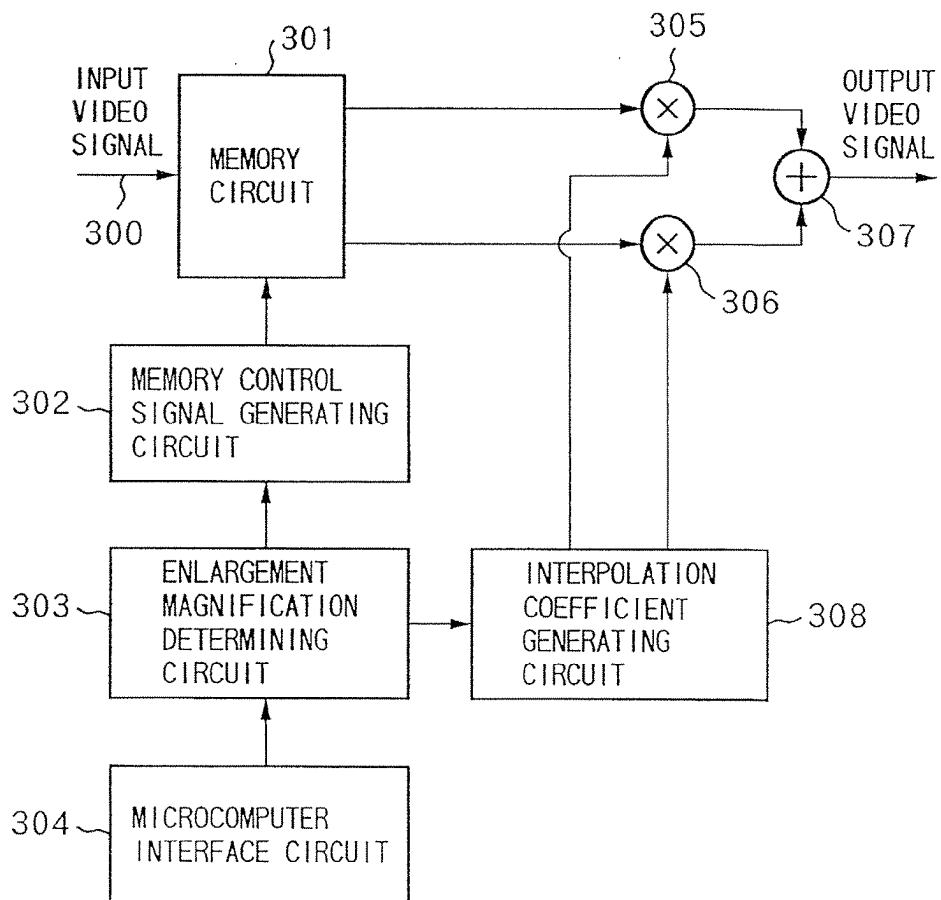 301
305
INPUT
VIDEO
SIGNAL
OUTPUT
VIDEO
SIGNAL
MEMORY
CIRCUIT
×
+
300
307
×
306
302
MEMORY CONTROL
SIGNAL GENERATING
CIRCUIT
303
ENLARGEMENT
MAGNIFICATION
DETERMINING
CIRCUIT
INTERPOLATION
COEFFICIENT
GENERATING
CIRCUIT
308
304
MICROCOMPUTER
INTERFACE CIRCUIT